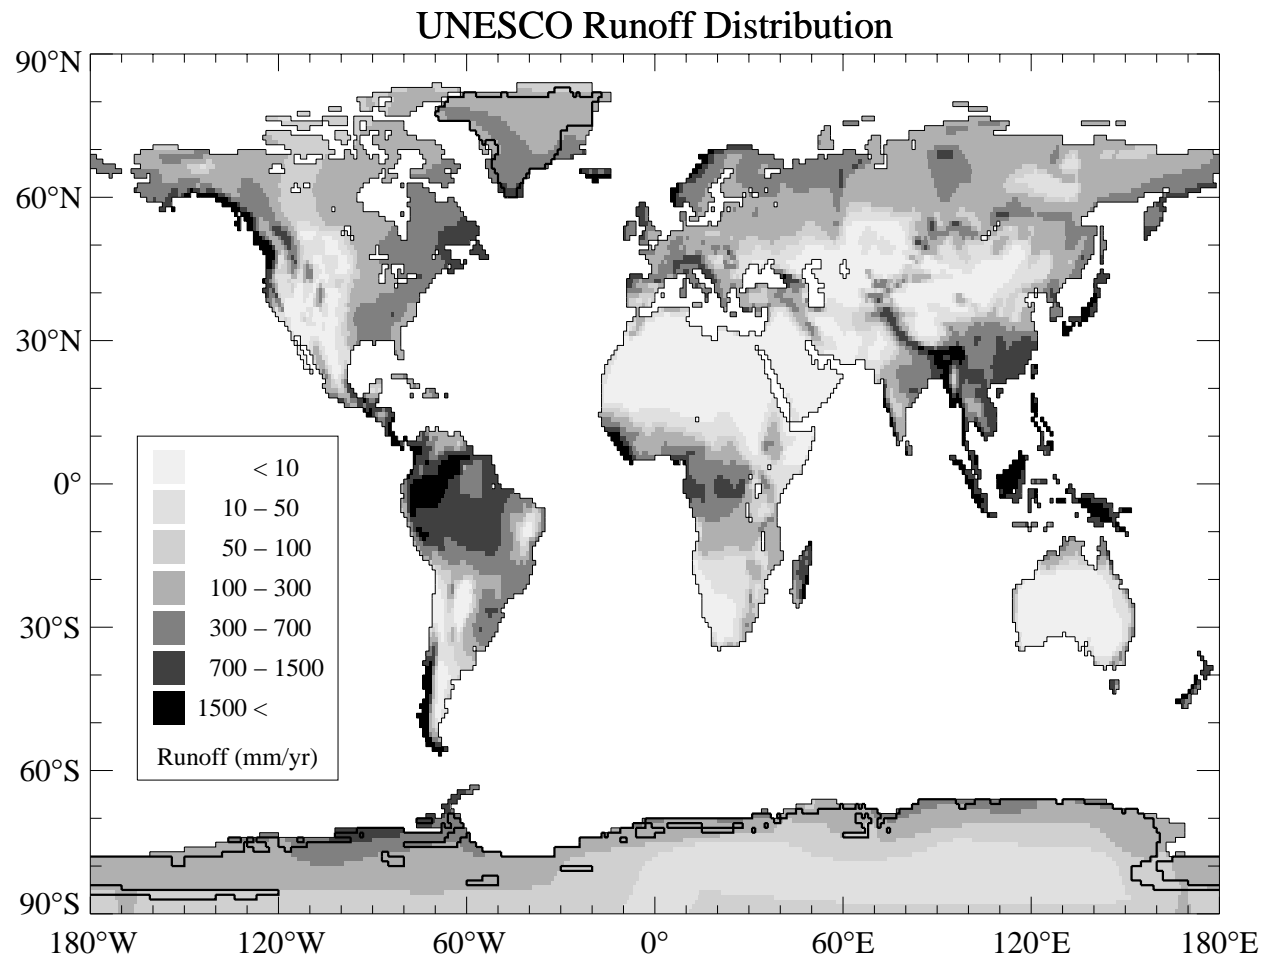 UNESCO Runoff Distribution
90°N
60°N
30°N
0°
30°S
60°S
90°S
< 10
10 – 50
50 – 100
100 – 300
300 – 700
700 – 1500
1500 <
Runoff (mm/yr)
180°W 120°W 60°W 0° 60°E 120°E 180°E